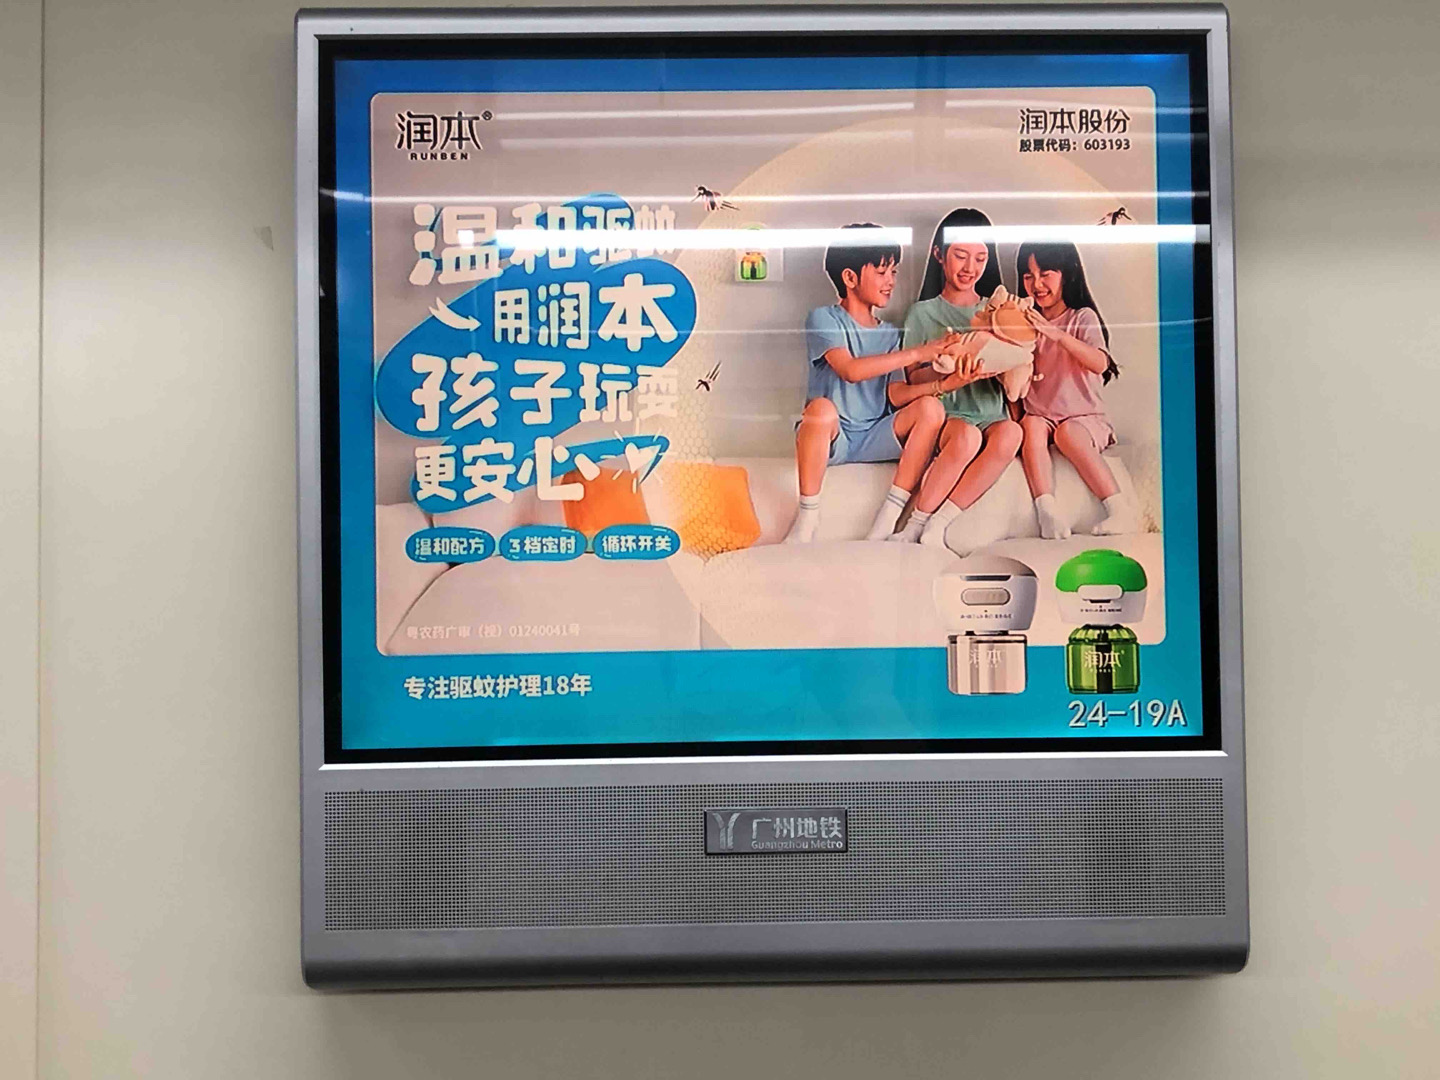 润本®
RUNBEN
润本股份
股票代码：603193
温和驱蚊
用润本
孩子玩耍
更安心
温和配方 3档定时 循环开关
粤农药广审（视）01240041号
润本
润本
专注驱蚊护理18年
24-19A
广州地铁
Guangzhou Metro